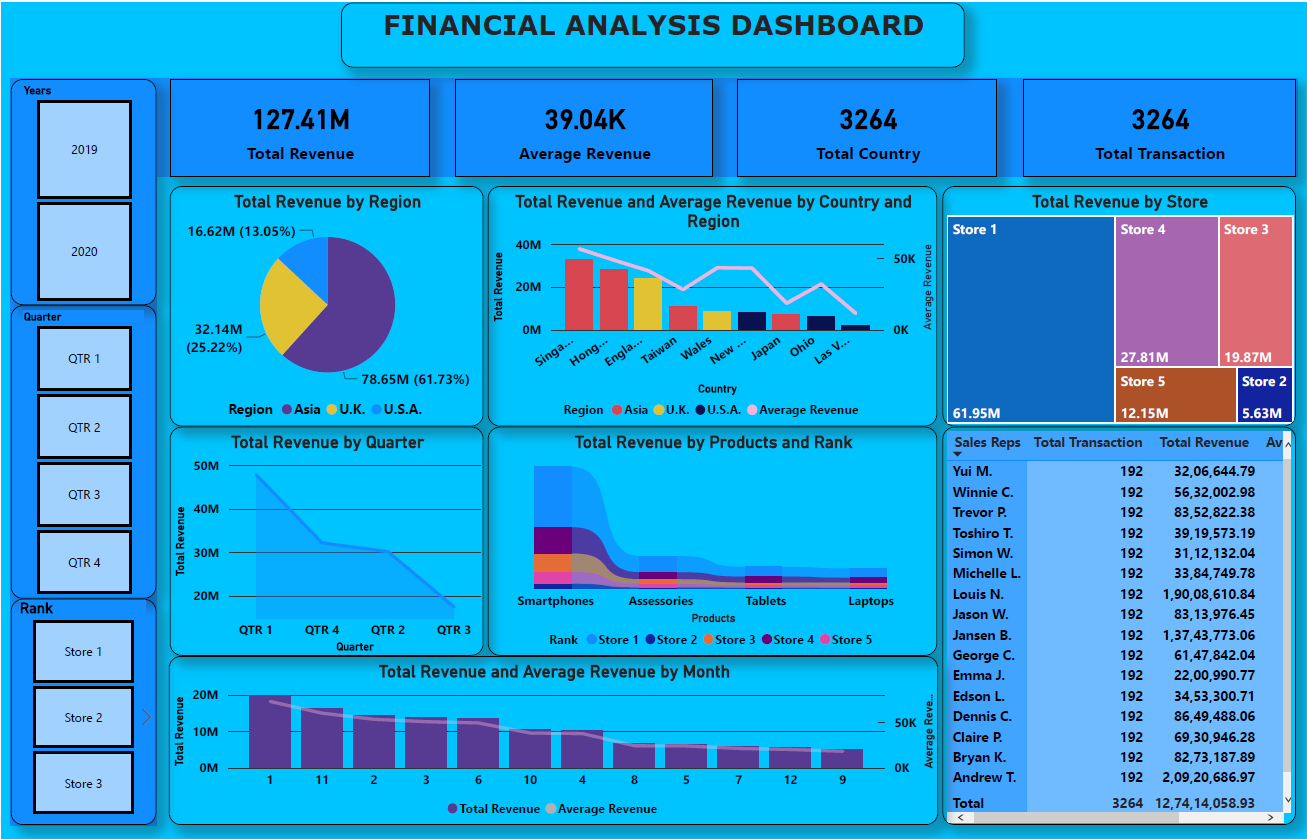 FINANCIAL ANALYSIS DASHBOARD
Years
2019
2020
Quarter
QTR 1
QTR 2
QTR 3
QTR 4
Rank
Store 1
Store 2
Store 3
127.41M
Total Revenue
39.04K
Average Revenue
3264
Total Country
3264
Total Transaction
Total Revenue by Region
16.62M (13.05%)
32.14M
(25.22%)
78.65M (61.73%)
Region Asia U.K. U.S.A.
Total Revenue and Average Revenue by Country and
Region
Total Revenue
40M
20M
0M
50K
0K
Average Revenue
Singa... Hong... Engla... Taiwan Wales New ... Japan Ohio Las V...
Country
Region Asia U.K. U.S.A. Average Revenue
Total Revenue by Store
Store 1
61.95M
Store 4
27.81M
Store 3
19.87M
Store 5
12.15M
Store 2
5.63M
Total Revenue by Quarter
Total Revenue
50M
40M
30M
20M
QTR 1 QTR 4 QTR 2 QTR 3
Quarter
Total Revenue by Products and Rank
Smartphones Assessories Tablets Laptops
Products
Rank Store 1 Store 2 Store 3 Store 4 Store 5
Sales Reps Total Transaction Total Revenue Av
Yui M. 192 32,06,644.79
Winnie C. 192 56,32,002.98
Trevor P. 192 83,52,822.38
Toshiro T. 192 39,19,573.19
Simon W. 192 31,12,132.04
Michelle L. 192 33,84,749.78
Louis N. 192 1,90,08,610.84
Jason W. 192 83,13,976.45
Jansen B. 192 1,37,43,773.06
George C. 192 61,47,842.04
Emma J. 192 22,00,990.77
Edson L. 192 34,53,300.71
Dennis C. 192 86,49,488.06
Claire P. 192 69,30,946.28
Bryan K. 192 82,73,187.89
Andrew T. 192 2,09,20,686.97
Total 3264 12,74,14,058.93
Total Revenue and Average Revenue by Month
Total Revenue
20M
10M
0M
50K
0K
Average Reve...
1 11 2 3 6 10 4 8 5 7 12 9
Total Revenue Average Revenue